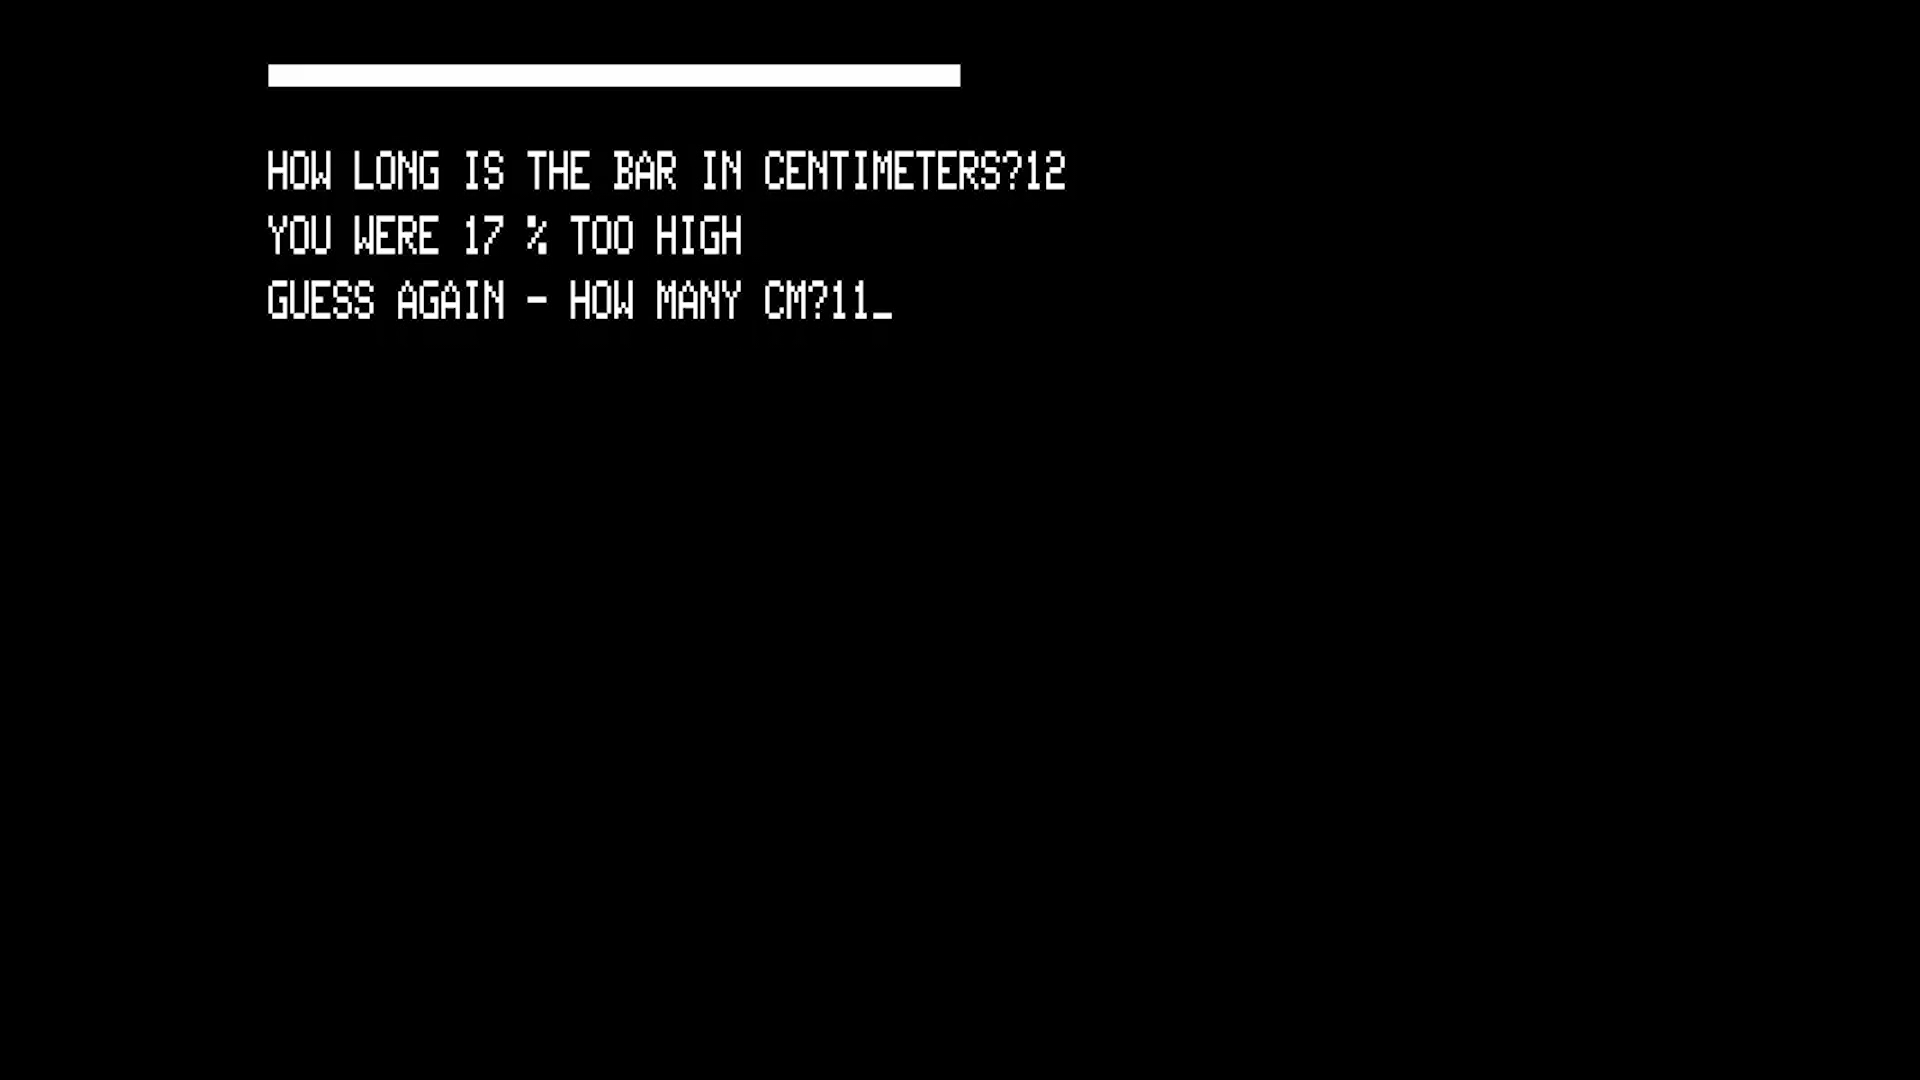 HOW LONG IS THE BAR IN CENTIMETERS?12
YOU WERE 17 % TOO HIGH
GUESS AGAIN - HOW MANY CM?11_